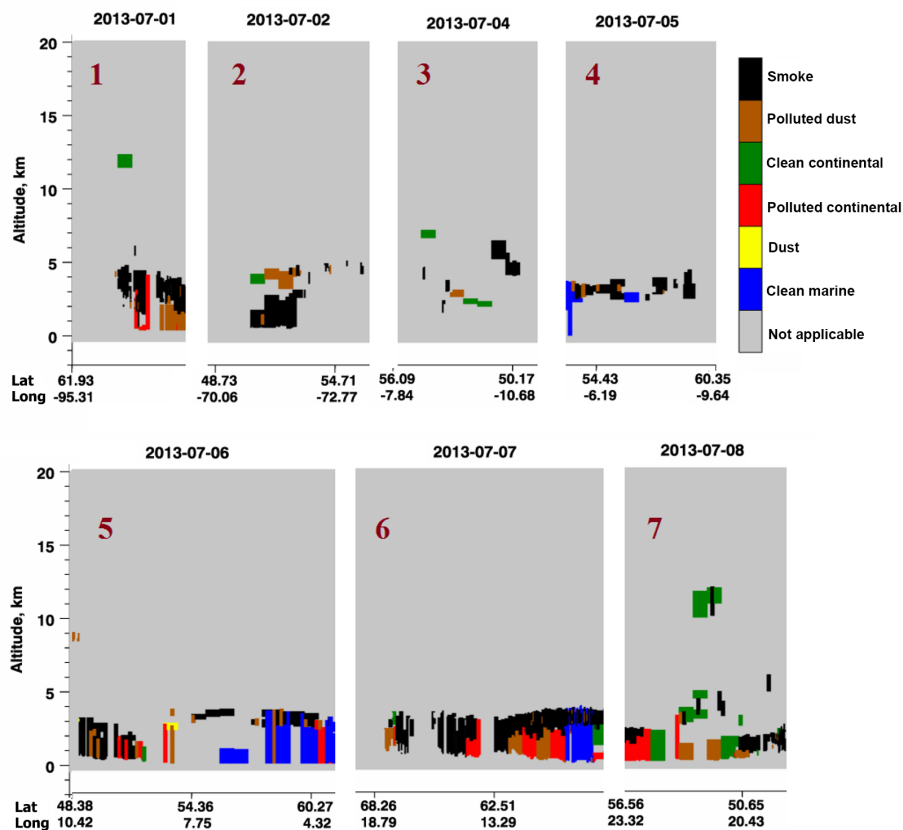 2013-07-01 2013-07-02 2013-07-04 2013-07-05
20
15
10
5
0
Altitude, km
1 2 3 4
Smoke
Polluted dust
Clean continental
Polluted continental
Dust
Clean marine
Not applicable
Lat 61.93 48.73 54.71 56.09 50.17 54.43 60.35
Long -95.31 -70.06 -72.77 -7.84 -10.68 -6.19 -9.64
2013-07-06 2013-07-07 2013-07-08
20
15
10
5
0
Altitude, km
5 6 7
Lat 48.38 54.36 60.27 68.26 62.51 56.56 50.65
Long 10.42 7.75 4.32 18.79 13.29 23.32 20.43